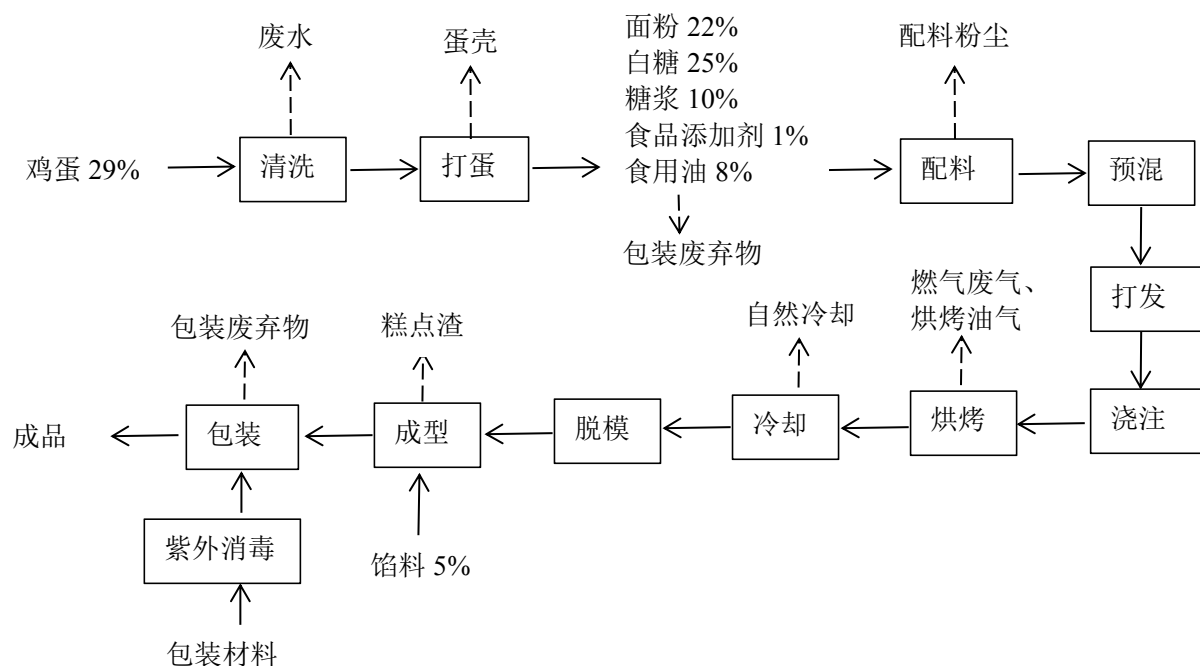 废水
蛋壳
面粉 22%
白糖 25%
糖浆 10%
食品添加剂 1%
食用油 8%
配料粉尘
鸡蛋 29%
清洗
打蛋
配料
预混
包装废弃物
打发
燃气废气、
烘烤油气
包装废弃物
糕点渣
自然冷却
成品
包装
成型
脱模
冷却
烘烤
浇注
紫外消毒
馅料 5%
包装材料